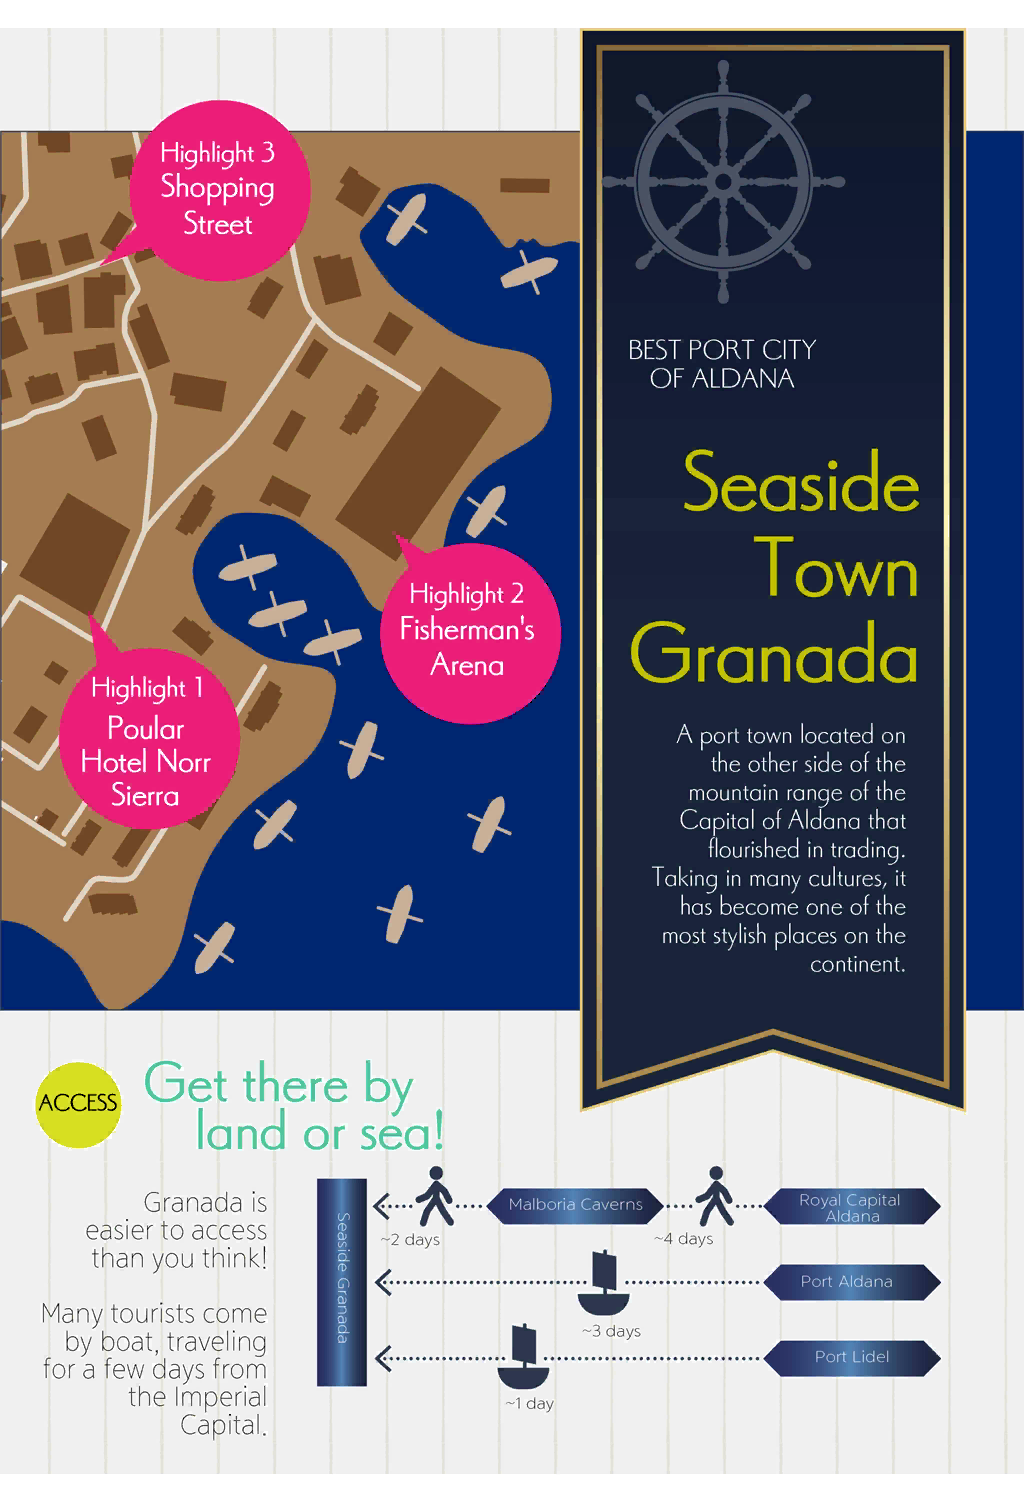 Highlight 3
Shopping
Street
BEST PORT CITY
OF ALDANA
Seaside
Town
Granada
A port town located on
the other side of the
mountain range of the
Capital of Aldana that
flourished in trading.
Taking in many cultures, it
has become one of the
most stylish places on the
continent.
Highlight 2
Fisherman's
Arena
Highlight 1
Poular
Hotel Norr
Sierra
ACCESS
Get there by
land or sea!
Granada is
easier to access
than you think!
Many tourists come
by boat, traveling
for a few days from
the Imperial
Capital.
Seaside Granada
Malboria Caverns
Royal Capital
Aldana
~2 days
~4 days
Port Aldana
~3 days
Port Lidel
~1 day